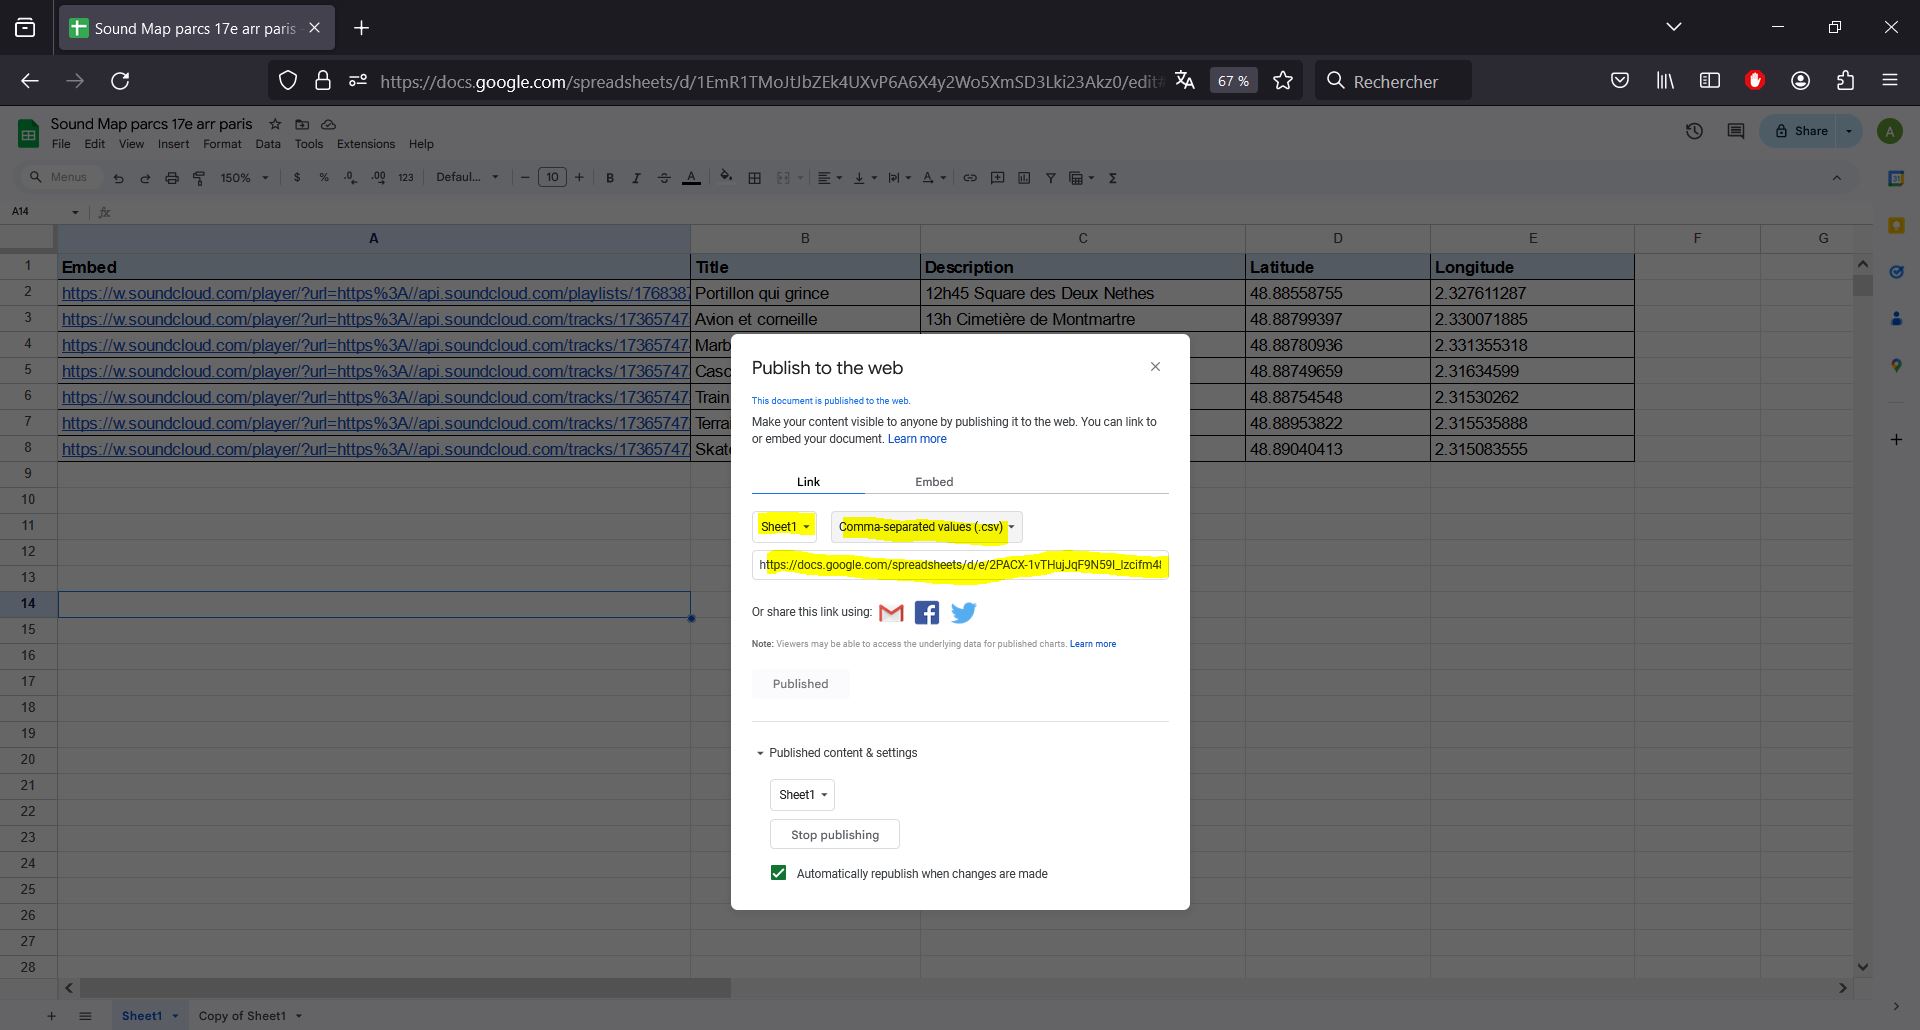 Sound Map parcs 17e arr paris
https://docs.google.com/spreadsheets/d/1EmR1TMoJtJbZEk4UXvP6A6X4y2Wo5XmSD3Lki23Akz0/edit#
67 %
Rechercher
Sound Map parcs 17e arr paris
File Edit View Insert Format Data Tools Extensions Help
Share
A
Menus
150%
$ % .0 .00 123
Defaul...
10
B I A
A14
fx
A B C D E F G
1 Embed Title Description Latitude Longitude
2 https://w.soundcloud.com/player/?url=https%3A//api.soundcloud.com/playlists/176838 Portillon qui grince 12h45 Square des Deux Nethes 48.88558755 2.327611287
3 https://w.soundcloud.com/player/?url=https%3A//api.soundcloud.com/tracks/17365747 Avion et corneille 13h Cimetière de Montmartre 48.88799397 2.330071885
4 https://w.soundcloud.com/player/?url=https%3A//api.soundcloud.com/tracks/17365747 Marb 48.88780936 2.331355318
5 https://w.soundcloud.com/player/?url=https%3A//api.soundcloud.com/tracks/17365747 Casc 48.88749659 2.31634599
6 https://w.soundcloud.com/player/?url=https%3A//api.soundcloud.com/tracks/17365747 Train 48.88754548 2.31530262
7 https://w.soundcloud.com/player/?url=https%3A//api.soundcloud.com/tracks/17365747 Terra 48.88953822 2.315535888
8 https://w.soundcloud.com/player/?url=https%3A//api.soundcloud.com/tracks/17365747 Skat 48.89040413 2.315083555
9
10
11
12
13
14
15
16
17
18
19
20
21
22
23
24
25
26
27
28
Publish to the web
This document is published to the web.
Make your content visible to anyone by publishing it to the web. You can link to
or embed your document. Learn more
Link Embed
Sheet1 Comma-separated values (.csv)
https://docs.google.com/spreadsheets/d/e/2PACX-1vTHujJqF9N59I_Izcifm4
Or share this link using:
Note: Viewers may be able to access the underlying data for published charts. Learn more
Published
Published content & settings
Sheet1
Stop publishing
Automatically republish when changes are made
Sheet1 Copy of Sheet1